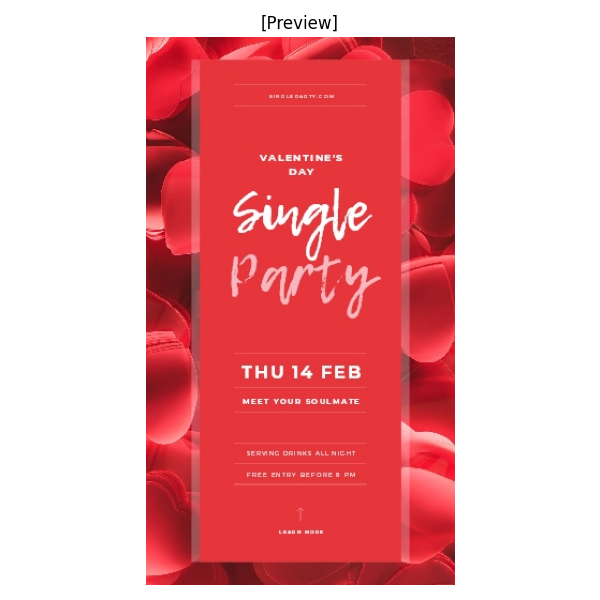 [Preview]
SINGLEPARTY.COM
VALENTINE'S
DAY
Single
Party
THU 14 FEB
MEET YOUR SOULMATE
SERVING DRINKS ALL NIGHT
FREE ENTRY BEFORE 8 PM
LEARN MORE